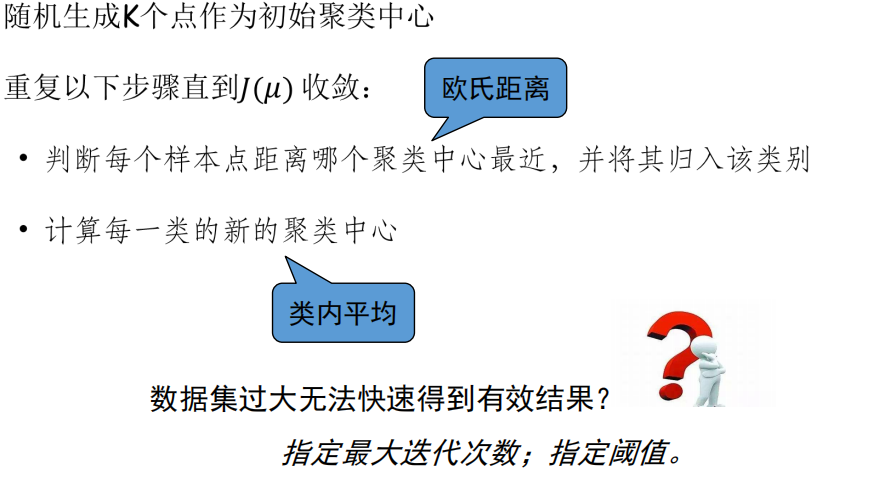 随机生成K个点作为初始聚类中心
重复以下步骤直到J(μ) 收敛：
欧氏距离
• 判断每个样本点距离哪个聚类中心最近，并将其归入该类别
• 计算每一类的新的聚类中心
类内平均
数据集过大无法快速得到有效结果？
指定最大迭代次数；指定阈值。